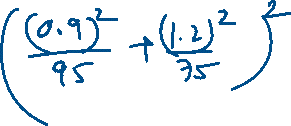 ( (0.9)² / 95 + (1.2)² / 75 )²